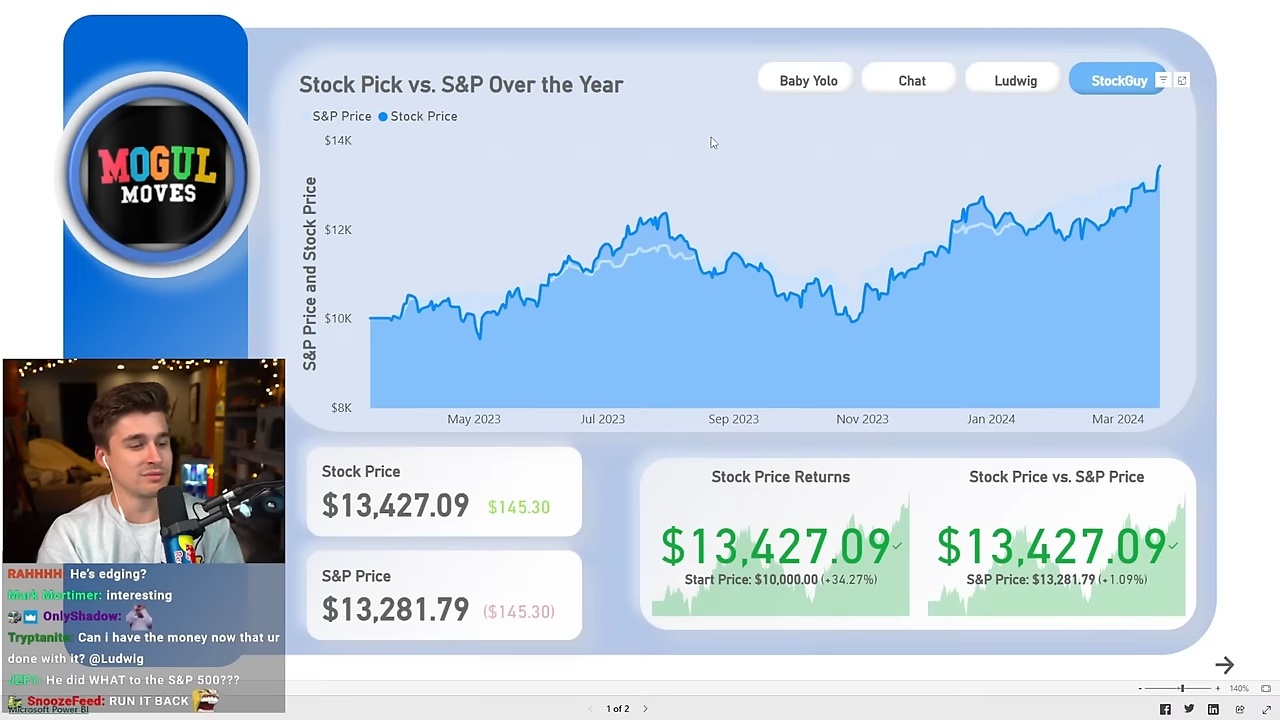 MOGUL
MOVES
Stock Pick vs. S&P Over the Year
Baby Yolo
Chat
Ludwig
StockGuy
S&P Price Stock Price
S&P Price and Stock Price
$14K
$12K
$10K
$8K
May 2023
Jul 2023
Sep 2023
Nov 2023
Jan 2024
Mar 2024
Stock Price
$13,427.09 $145.30
S&P Price
$13,281.79 ($145.30)
Stock Price Returns
$13,427.09
Start Price: $10,000.00 (+34.27%)
Stock Price vs. S&P Price
$13,427.09
S&P Price: $13,281.79 (+1.09%)
RAHHHH: He's edging?
Mark Mortimer: interesting
OnlyShadow:
Tryptanite: Can i have the money now that ur
done with it? @Ludwig
He did WHAT to the S&P 500???
SnoozeFeed: RUN IT BACK
Microsoft Power BI
1 of 2
- + 140%